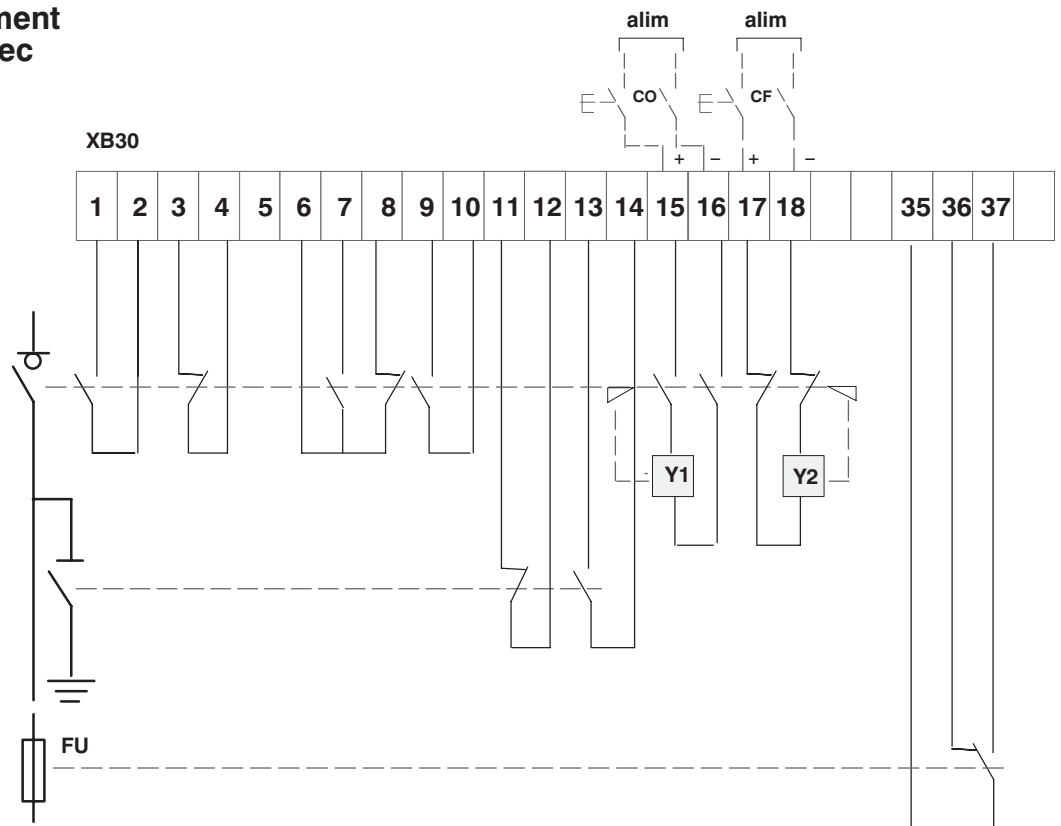 ment
ec
alim alim
CO CF
XB30
+ − + −
1 2 3 4 5 6 7 8 9 10 11 12 13 14 15 16 17 18 35 36 37
Y1 Y2
FU